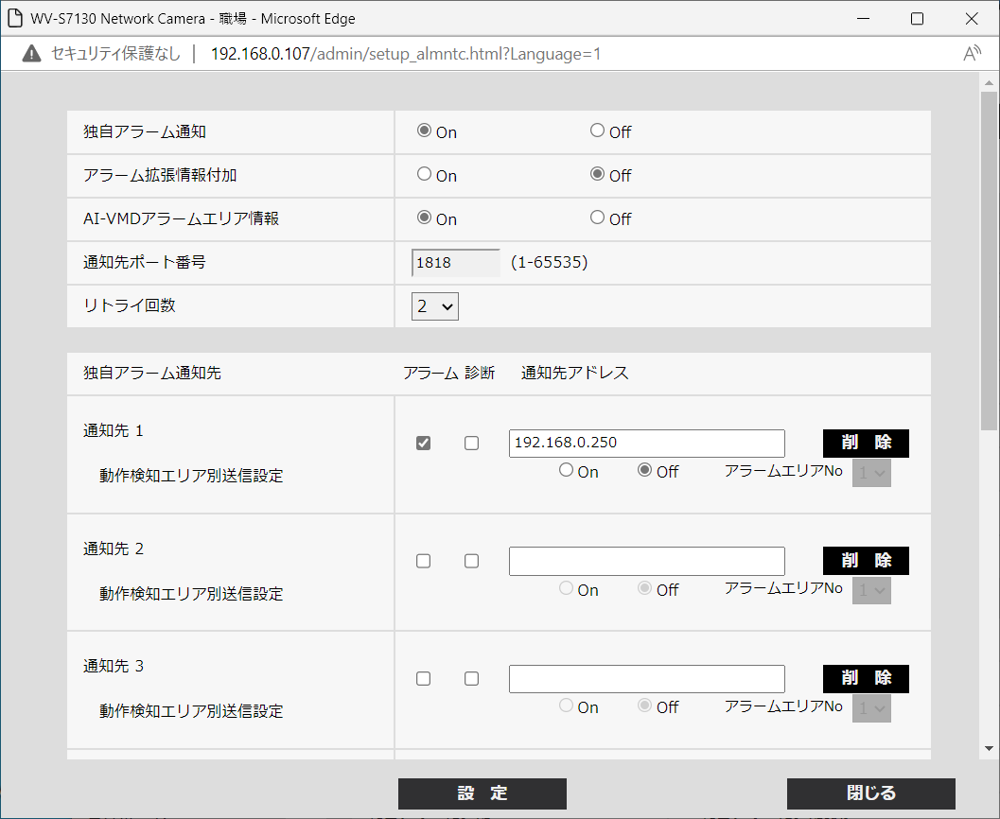 WV-S7130 Network Camera - 職場 - Microsoft Edge
セキュリティ保護なし 192.168.0.107/admin/setup_almntc.html?Language=1
独自アラーム通知 On Off
アラーム拡張情報付加 On Off
AI-VMDアラームエリア情報 On Off
通知先ポート番号 1818 (1-65535)
リトライ回数 2
独自アラーム通知先 アラーム 診断 通知先アドレス
通知先 1 192.168.0.250 削 除
動作検知エリア別送信設定 On Off アラームエリアNo 1
通知先 2 削 除
動作検知エリア別送信設定 On Off アラームエリアNo 1
通知先 3 削 除
動作検知エリア別送信設定 On Off アラームエリアNo 1
設 定 閉じる